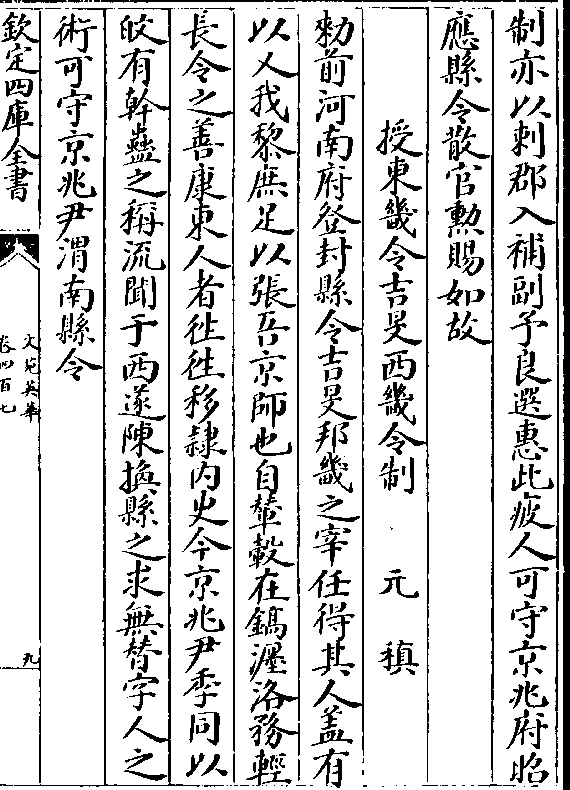 制亦以刺郡入補副予良選惠此疲人可守京兆府昭
應縣令散官勲賜如故
授東畿令吉旻西畿令制　元稹
勅前河南府登封縣令吉旻邦畿之宰任得其人蓋有
以人我黎庶足以張吾京師也自輦轂在鎬瀍洛務輕
長令之善康東人者往往移隷内史今京兆尹季同以
皎有幹蠱之稱流聞于西遂陳換縣之求無替字人之
術可守京兆尹渭南縣令
欽定四庫全書
文苑英華
卷四百七
九